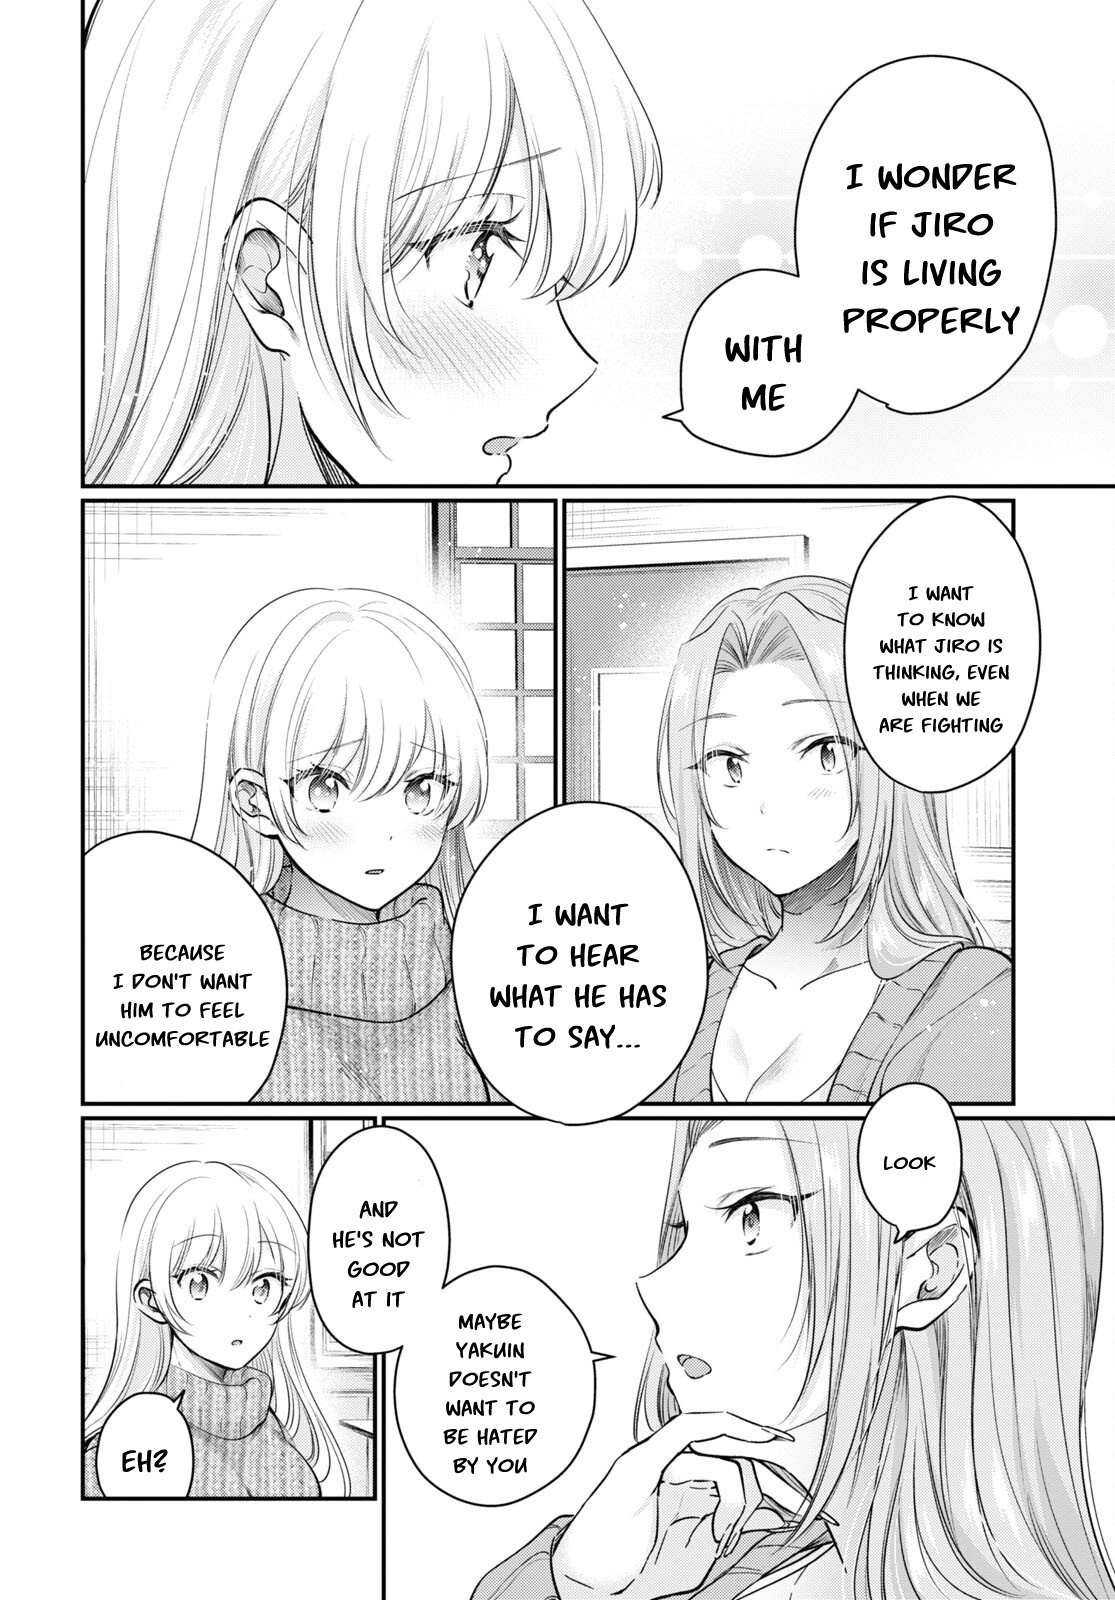 I WONDER
IF JIRO
IS LIVING
PROPERLY
WITH
ME
I WANT
TO KNOW
WHAT JIRO IS
THINKING, EVEN
WHEN WE
ARE FIGHTING
I WANT
TO HEAR
WHAT HE HAS
TO SAY...
BECAUSE
I DON'T WANT
HIM TO FEEL
UNCOMFORTABLE
LOOK
MAYBE
YAKUIN
DOESN'T
WANT TO
BE HATED
BY YOU
AND
HE'S NOT
GOOD
AT IT
EH?